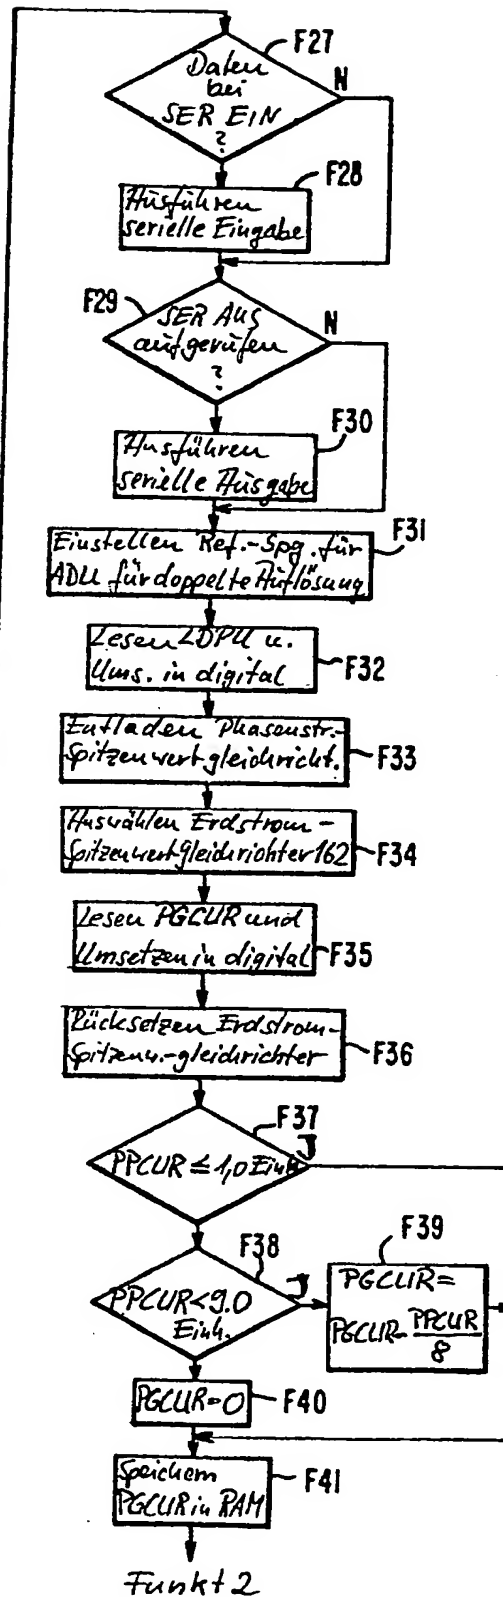 F27
Daten
bei
SER EIN
?
N
F28
Ausführen
serielle Eingabe
F29
SER AUS
aufgerufen
?
N
F30
Ausführen
serielle Ausgabe
F31
Einstellen Ref.-Spg. für
ADU für doppelte Auflösung
Lesen LDPU u.
Ums. in digital
F32
Entladen Phasenstr.-
Spitzenwertgleichricht.
F33
Auswählen Erdstrom-
Spitzenwertgleichrichter 162
F34
Lesen PGCUR und
Umsetzen in digital
F35
Rücksetzen Erdstrom-
Spitzenw.-gleichrichter
F36
F37
PPCUR ≤ 1,0 Einh.
J
F38
PPCUR < 9.0
Einh.
J
F39
PGCUR =
PGCUR - PPCUR
8
PGCUR = 0
F40
Speichern
PGCUR in RAM
F41
Funkt 2